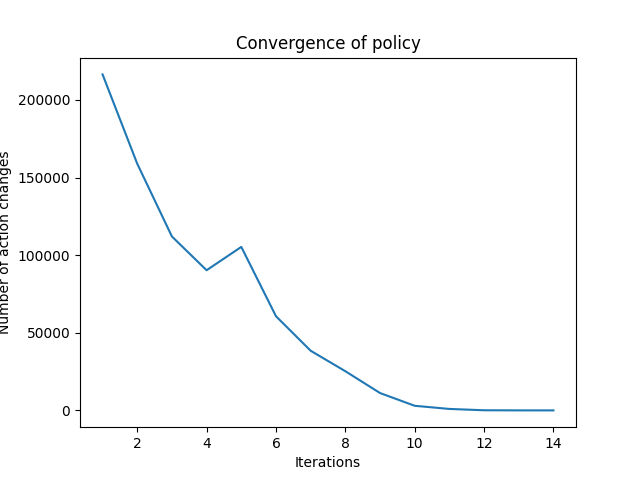 Convergence of policy
Number of action changes
200000
150000
100000
50000
0
2 4 6 8 10 12 14
Iterations